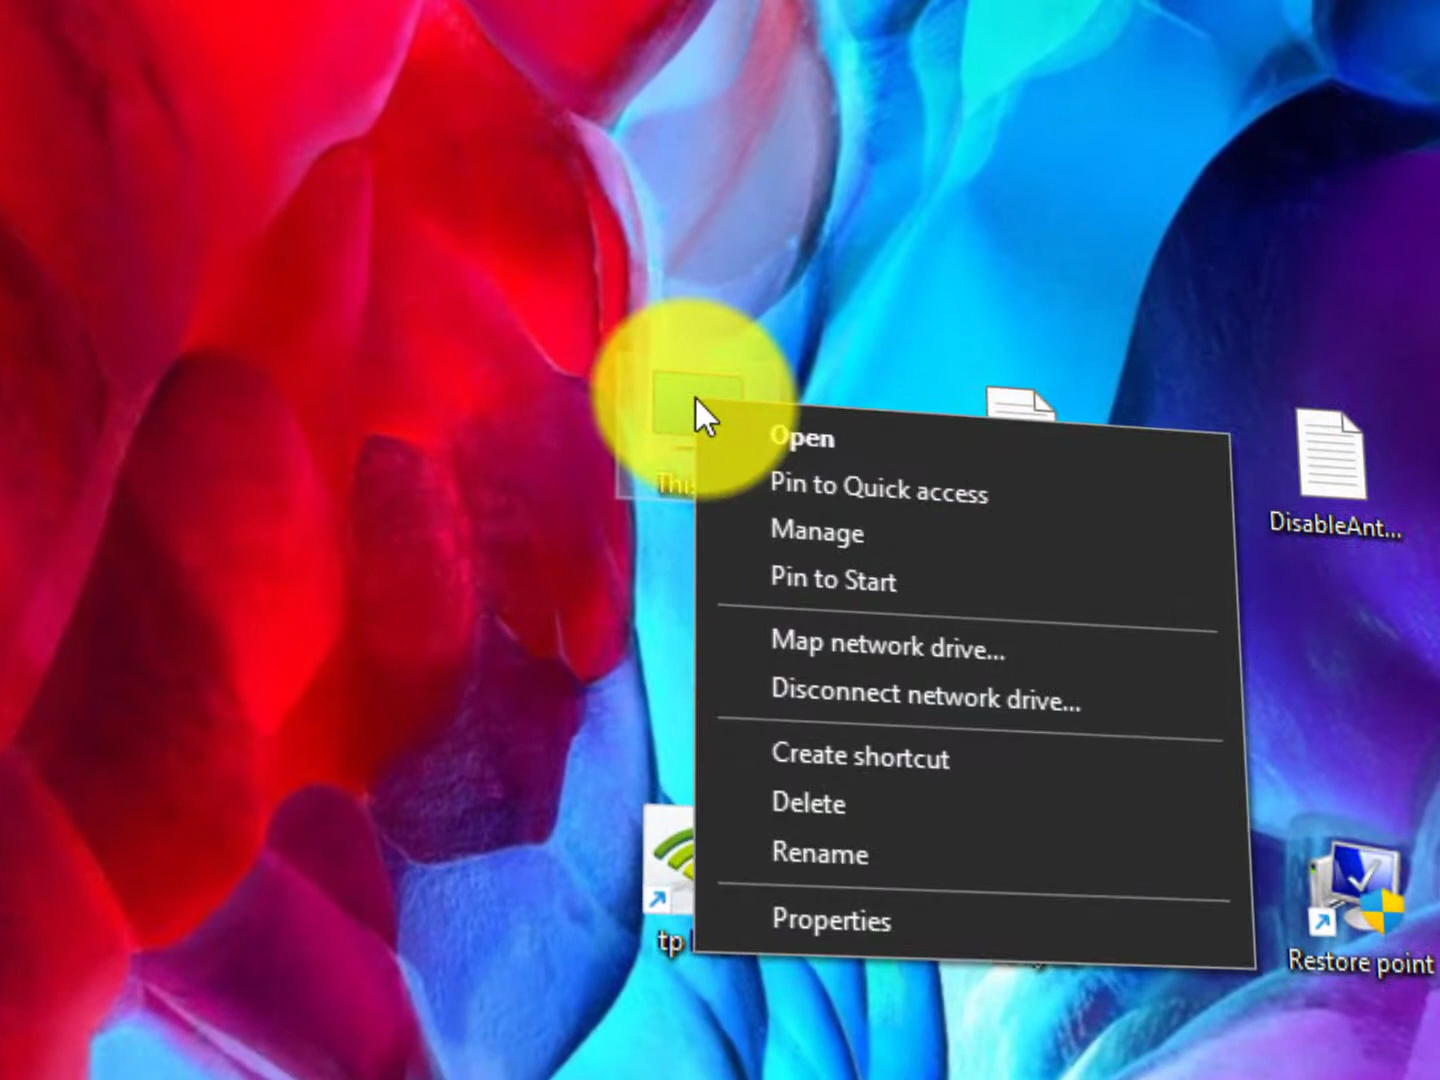 Open
Pin to Quick access
Manage
Pin to Start
Map network drive...
Disconnect network drive...
Create shortcut
Delete
Rename
Properties
DisableAnt...
tp
Restore point